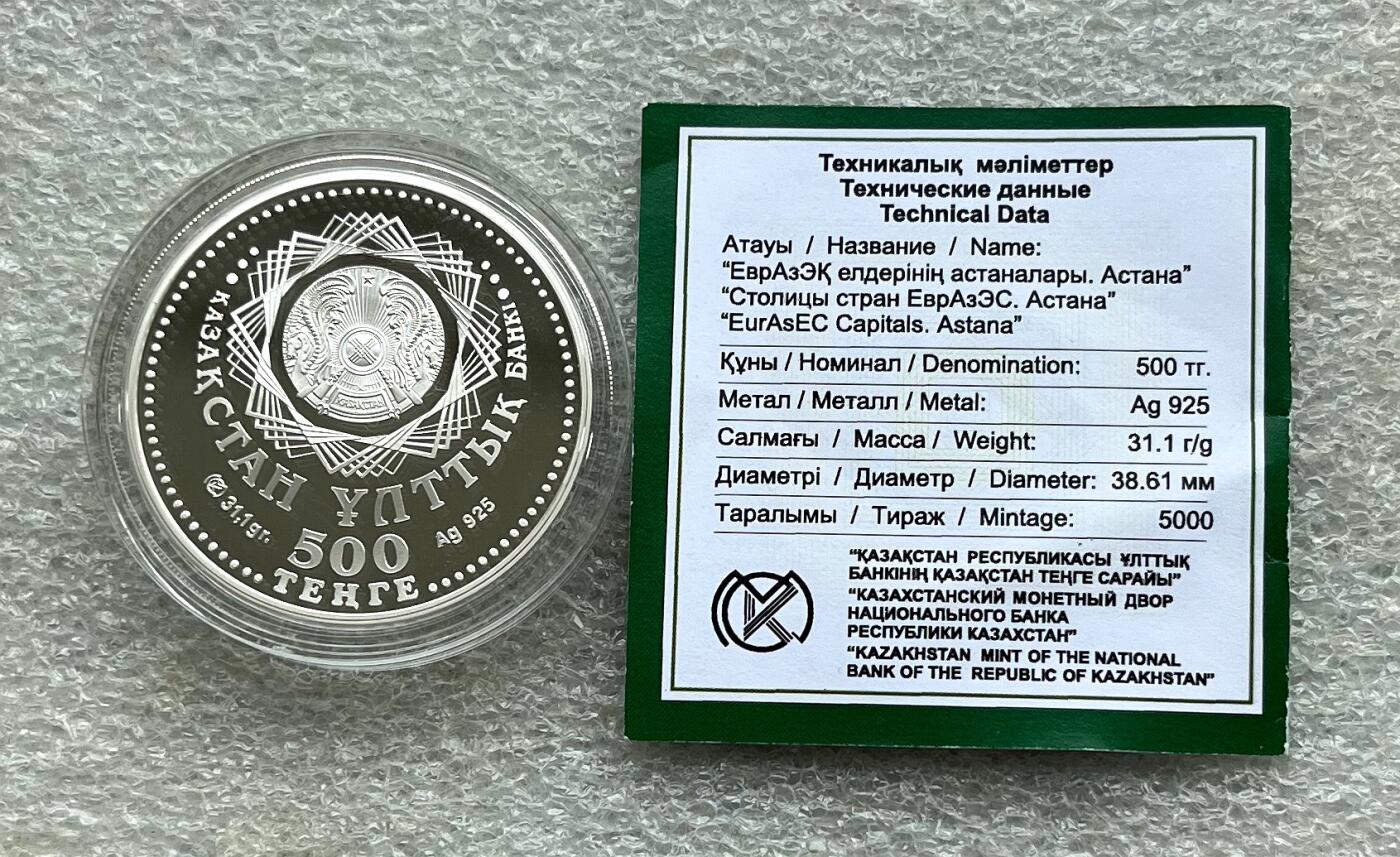 ҚАЗАҚСТАН ҰЛТТЫҚ БАНКІ
ҚАЗАҚСТАН
31,1gr.
Ag 925
500
ТЕҢГЕ
Техникалық мәліметтер
Технические данные
Technical Data
Атауы / Название / Name:
“ЕврАзЭҚ елдерінің астаналары. Астана”
“Столицы стран ЕврАзЭС. Астана”
“EurAsEC Capitals. Astana”
Құны / Номинал / Denomination: 500 тг.
Метал / Металл / Metal: Ag 925
Салмағы / Масса / Weight: 31.1 г/g
Диаметрі / Диаметр / Diameter: 38.61 мм
Таралымы / Тираж / Mintage: 5000
“ҚАЗАҚСТАН РЕСПУБЛИКАСЫ ҰЛТТЫҚ
БАНКІНІҢ ҚАЗАҚСТАН ТЕҢГЕ САРАЙЫ”
“КАЗАХСТАНСКИЙ МОНЕТНЫЙ ДВОР
НАЦИОНАЛЬНОГО БАНКА
РЕСПУБЛИКИ КАЗАХСТАН”
“KAZAKHSTAN MINT OF THE NATIONAL
BANK OF THE REPUBLIC OF KAZAKHSTAN”